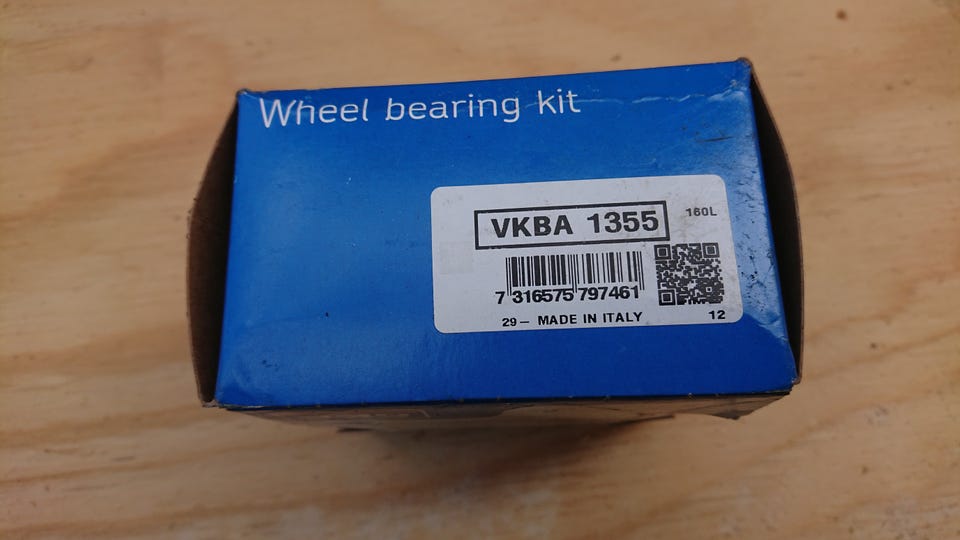 Wheel bearing kit
VKBA 1355
160L
7 316575 797461
29 — MADE IN ITALY
12